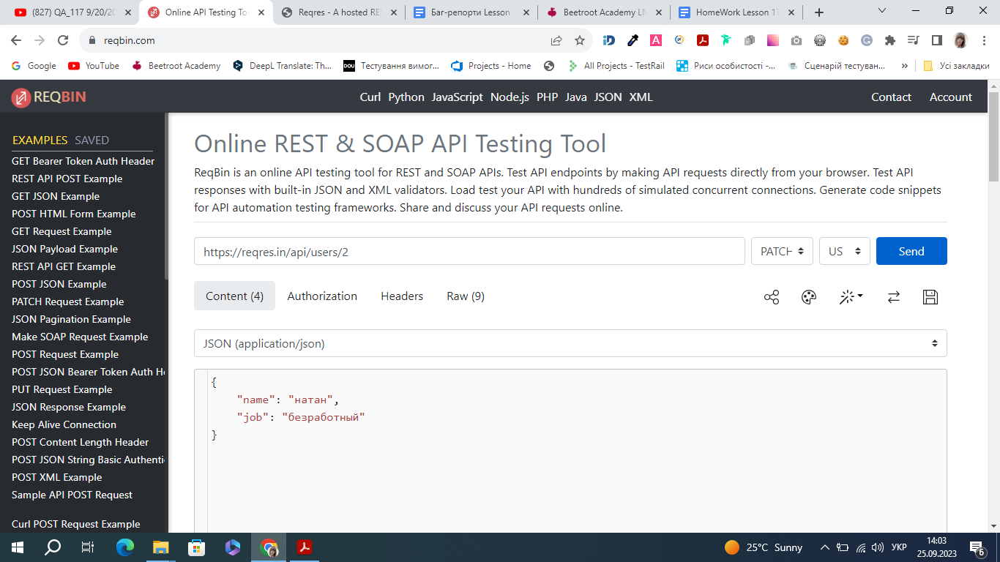 (827) QA_117 9/20/20
Online API Testing To
Reqres - A hosted RE
Баг-репорти Lesson
Beetroot Academy LM
HomeWork Lesson 17
reqbin.com
Google
YouTube
Beetroot Academy
DeepL Translate: Th...
DOU
Тестування вимог...
Projects - Home
All Projects - TestRail
Риси особистості -...
Сценарій тестуван...
»
Усі закладки
REQBIN
Curl Python JavaScript Node.js PHP Java JSON XML
Contact Account
EXAMPLES SAVED
GET Bearer Token Auth Header
REST API POST Example
GET JSON Example
POST HTML Form Example
GET Request Example
JSON Payload Example
REST API GET Example
POST JSON Example
PATCH Request Example
JSON Pagination Example
Make SOAP Request Example
POST Request Example
POST JSON Bearer Token Auth He
PUT Request Example
JSON Response Example
Keep Alive Connection
POST Content Length Header
POST JSON String Basic Authenti
POST XML Example
Sample API POST Request
Curl POST Request Example
Online REST & SOAP API Testing Tool
ReqBin is an online API testing tool for REST and SOAP APIs. Test API endpoints by making API requests directly from your browser. Test API
responses with built-in JSON and XML validators. Load test your API with hundreds of simulated concurrent connections. Generate code snippets
for API automation testing frameworks. Share and discuss your API requests online.
https://reqres.in/api/users/2
PATCH
US
Send
Content (4)
Authorization
Headers
Raw (9)
JSON (application/json)
{
"name": "натан",
"job": "безработный"
}
25°C Sunny
УКР
14:03
25.09.2023
6